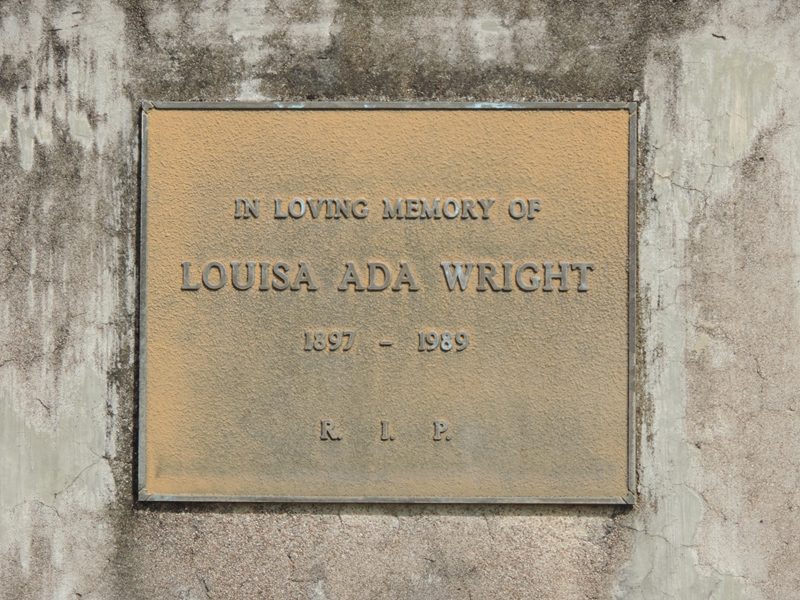 IN LOVING MEMORY OF
LOUISA ADA WRIGHT
1897 – 1989
R. I. P.